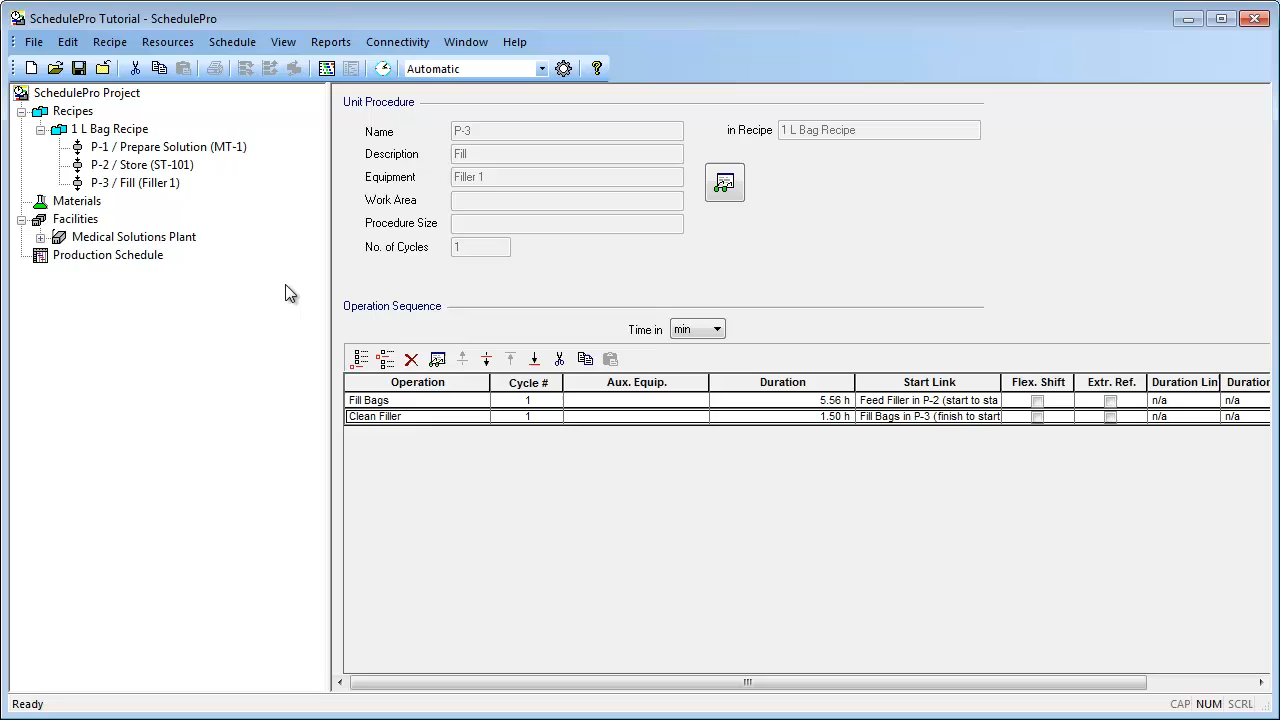 SchedulePro Tutorial - SchedulePro
File Edit Recipe Resources Schedule View Reports Connectivity Window Help
Automatic
SchedulePro Project
Recipes
1 L Bag Recipe
P-1 / Prepare Solution (MT-1)
P-2 / Store (ST-101)
P-3 / Fill (Filler 1)
Materials
Facilities
Medical Solutions Plant
Production Schedule
Unit Procedure
Name P-3 in Recipe 1 L Bag Recipe
Description Fill
Equipment Filler 1
Work Area
Procedure Size
No. of Cycles 1
Operation Sequence
Time in min
Operation Cycle # Aux. Equip. Duration Start Link Flex. Shift Extr. Ref. Duration Lin Duration
Fill Bags 1 5.56 h Feed Filler in P-2 (start to sta n/a n/a
Clean Filler 1 1.50 h Fill Bags in P-3 (finish to start n/a n/a
Ready CAP NUM SCRL